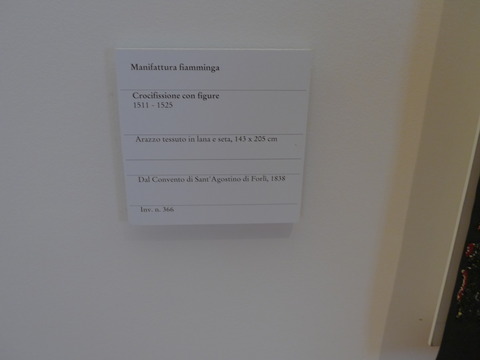 Manifattura fiamminga
Crocifissione con figure
1511 - 1525
Arazzo tessuto in lana e seta, 143 x 205 cm
Dal Convento di Sant'Agostino di Forlì, 1838
Inv. n. 366